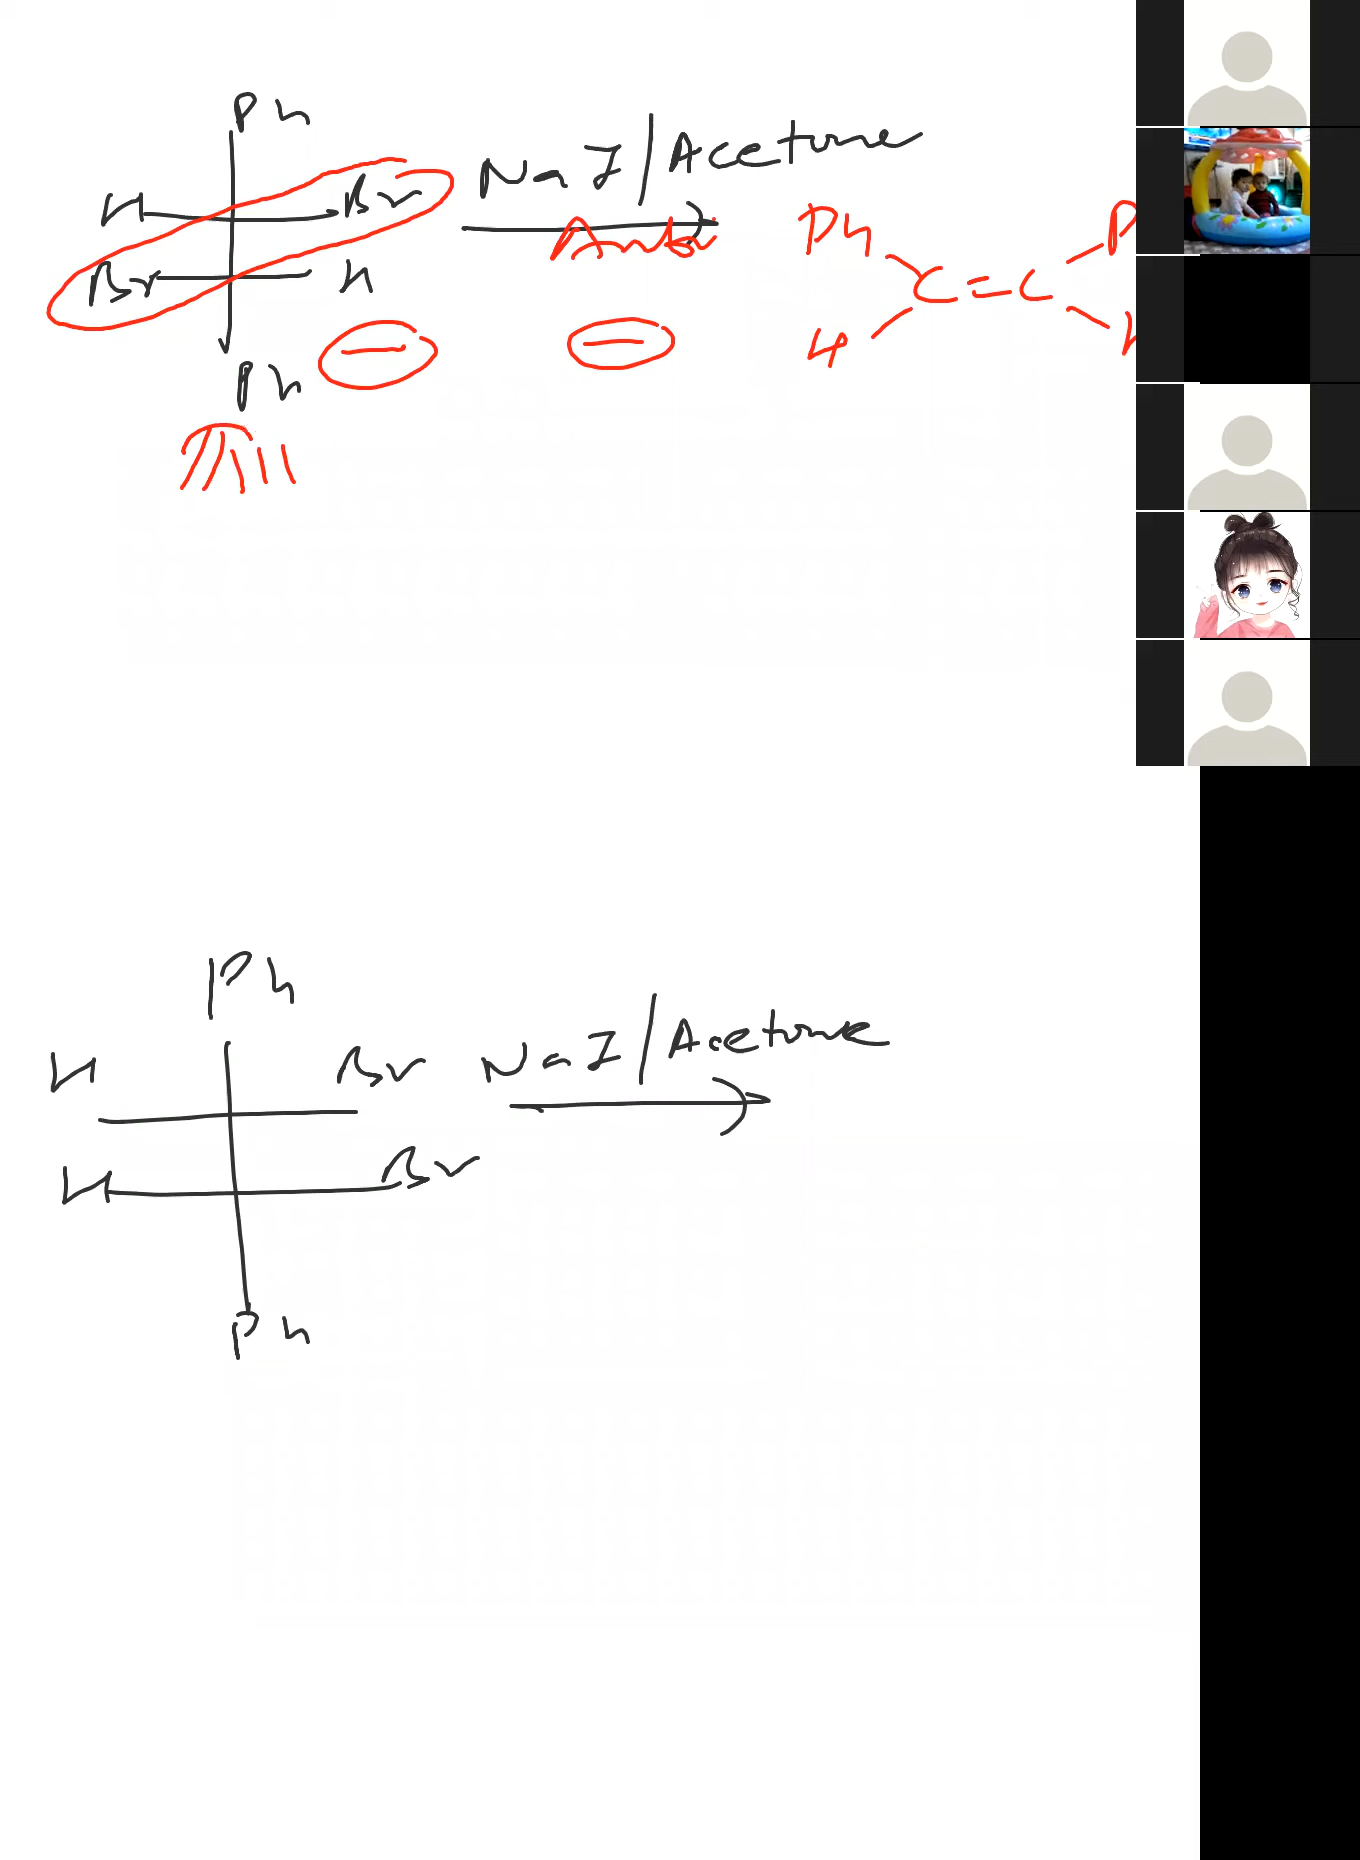 Ph
H Br NaI/Acetone
Anti
Br H
Ph C=C P
H H
Ph
Ph
H Br NaI/Acetone
H Br
Ph